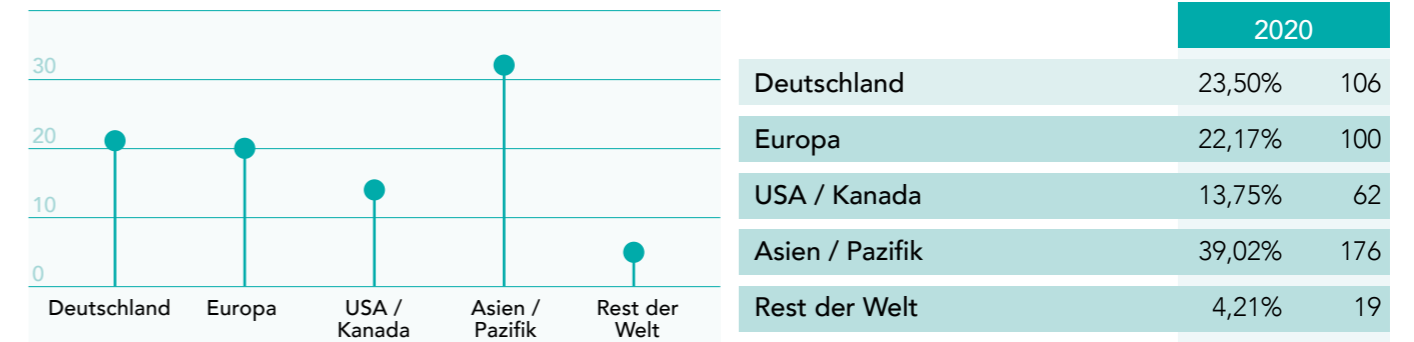 30
20
10
0
Deutschland Europa USA / Asien / Rest der
Kanada Pazifik Welt
2020
Deutschland 23,50% 106
Europa 22,17% 100
USA / Kanada 13,75% 62
Asien / Pazifik 39,02% 176
Rest der Welt 4,21% 19